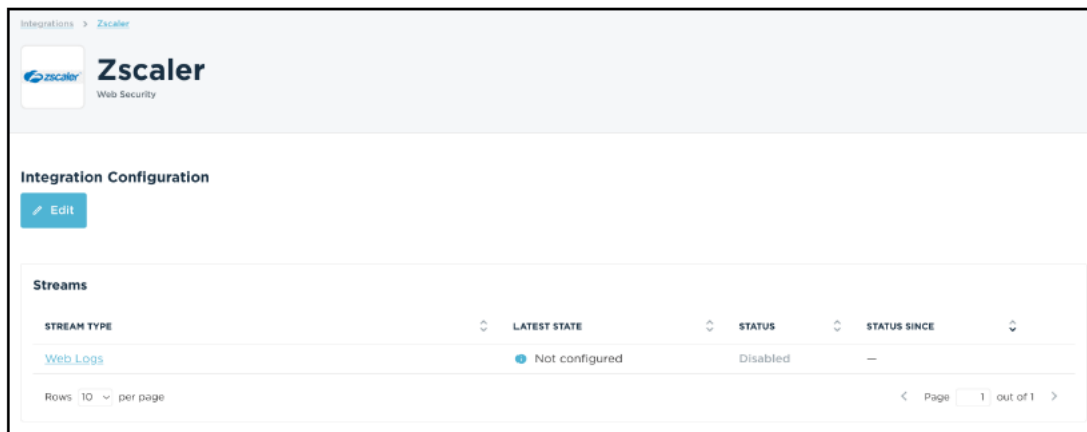 Integrations > Zscaler
zscaler
Zscaler
Web Security
Integration Configuration
Edit
Streams
STREAM TYPE LATEST STATE STATUS STATUS SINCE
Web Logs Not configured Disabled —
Rows 10 per page Page 1 out of 1